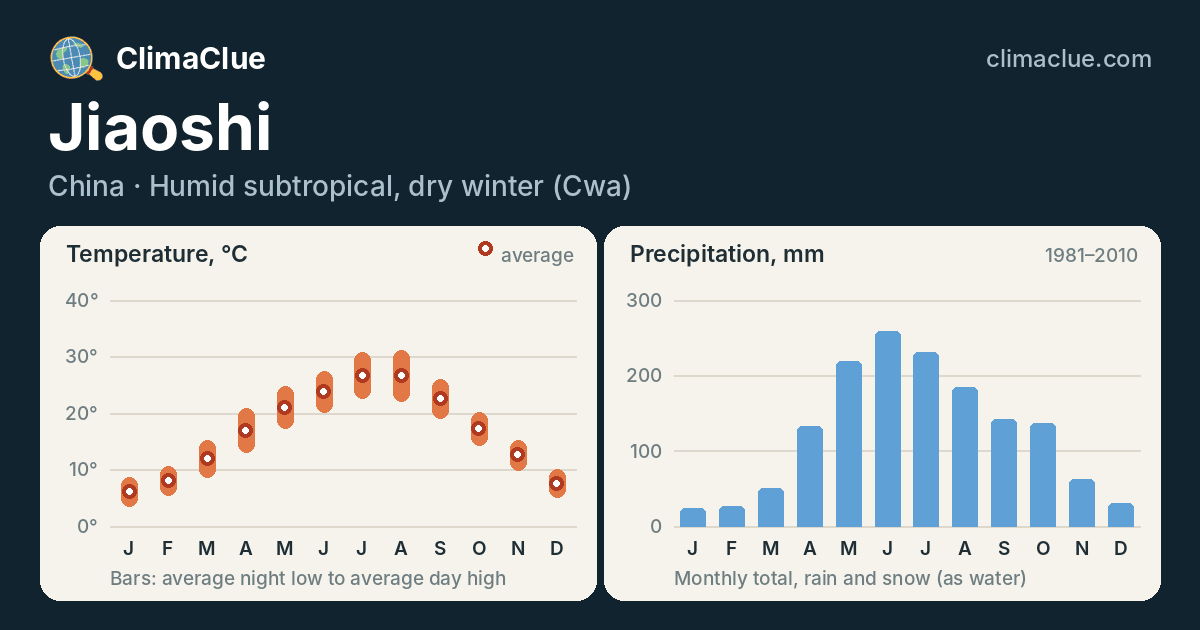 ClimaClue
climaclue.com
Jiaoshi
China · Humid subtropical, dry winter (Cwa)
Temperature, °C
average
40°
30°
20°
10°
0°
J F M A M J J A S O N D
Bars: average night low to average day high
Precipitation, mm
1981–2010
300
200
100
0
J F M A M J J A S O N D
Monthly total, rain and snow (as water)